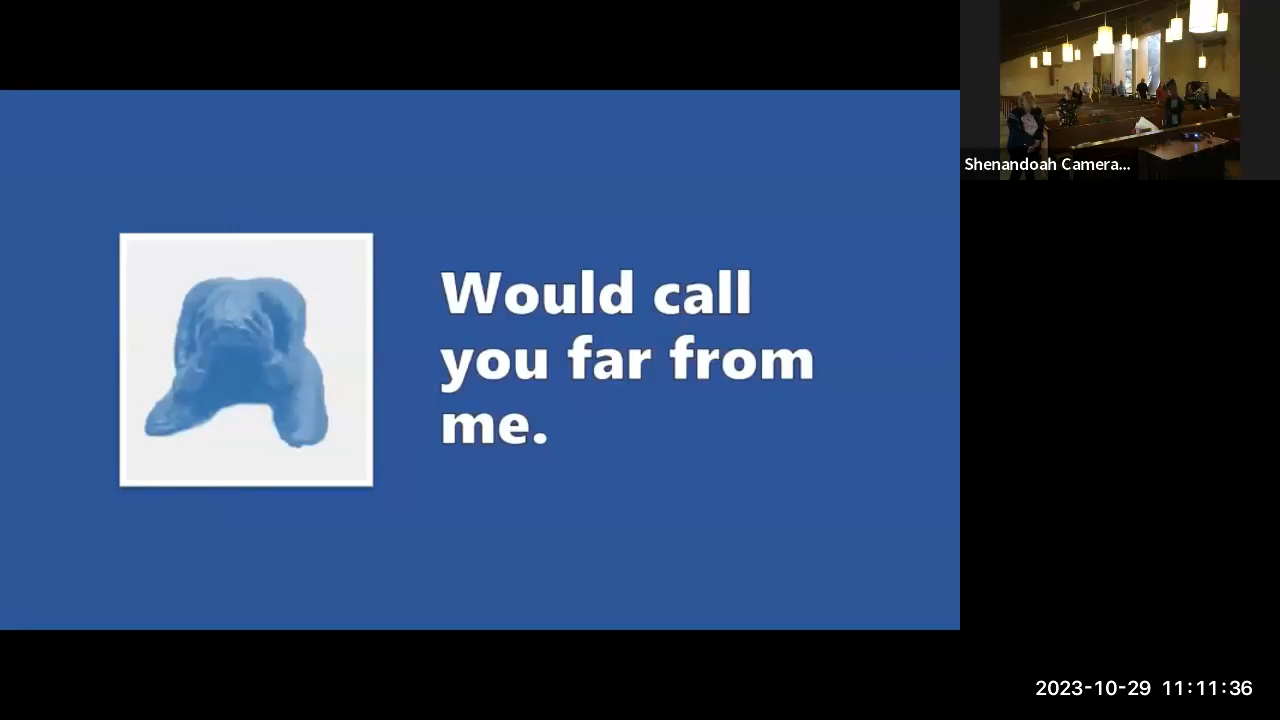 Would call
you far from
me.
Shenandoah Camera...
2023-10-29 11:11:36